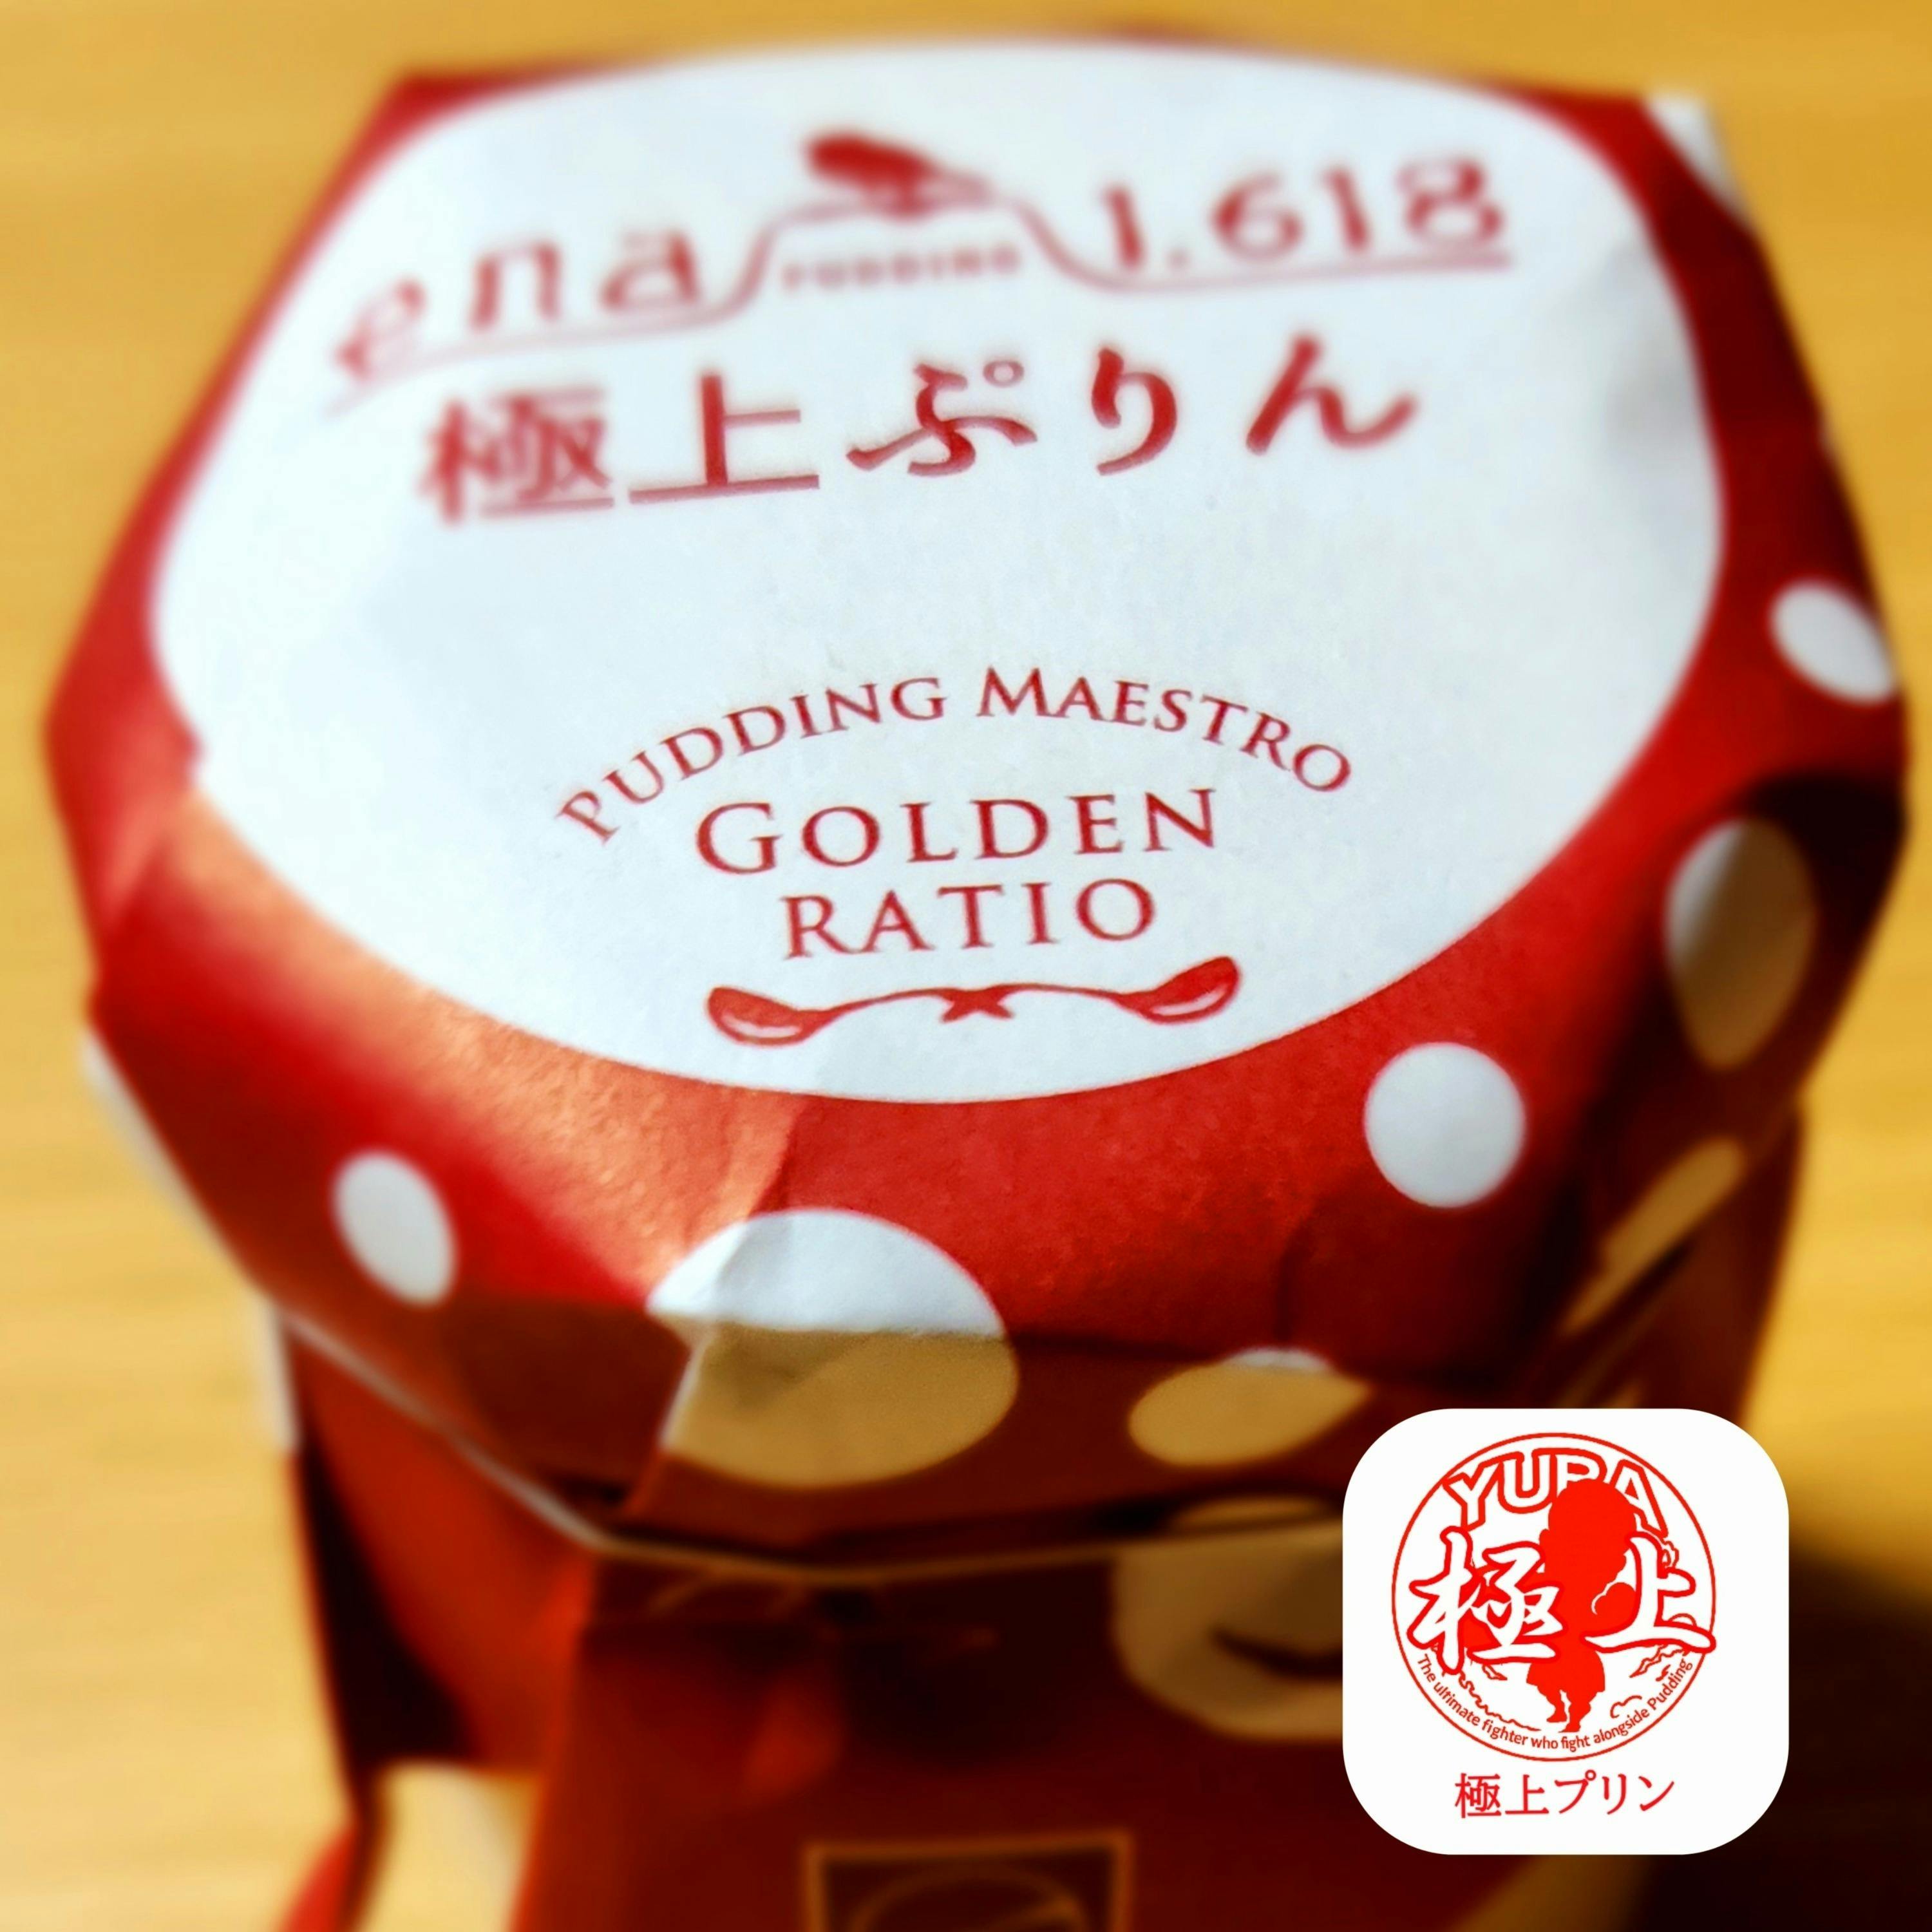 ena PUDDING 1.618
極上ぷりん
PUDDING MAESTRO
GOLDEN
RATIO
YURA
極上
The ultimate fighter who fight alongside Pudding
極上プリン